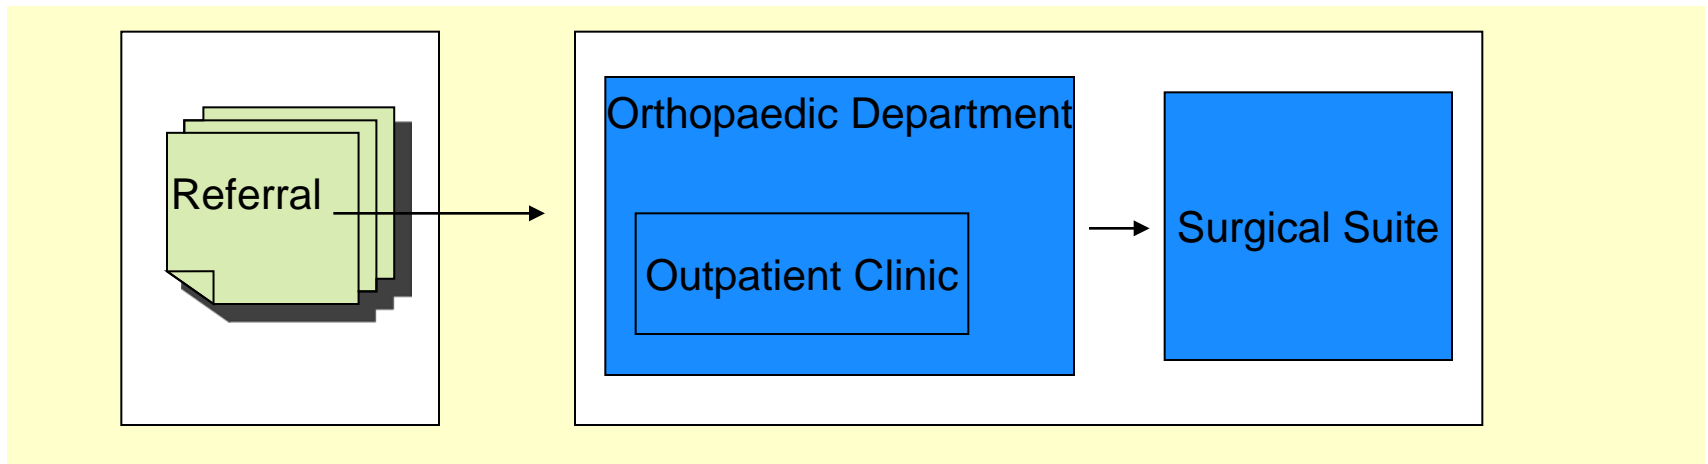 Referral
Orthopaedic Department
Outpatient Clinic
Surgical Suite